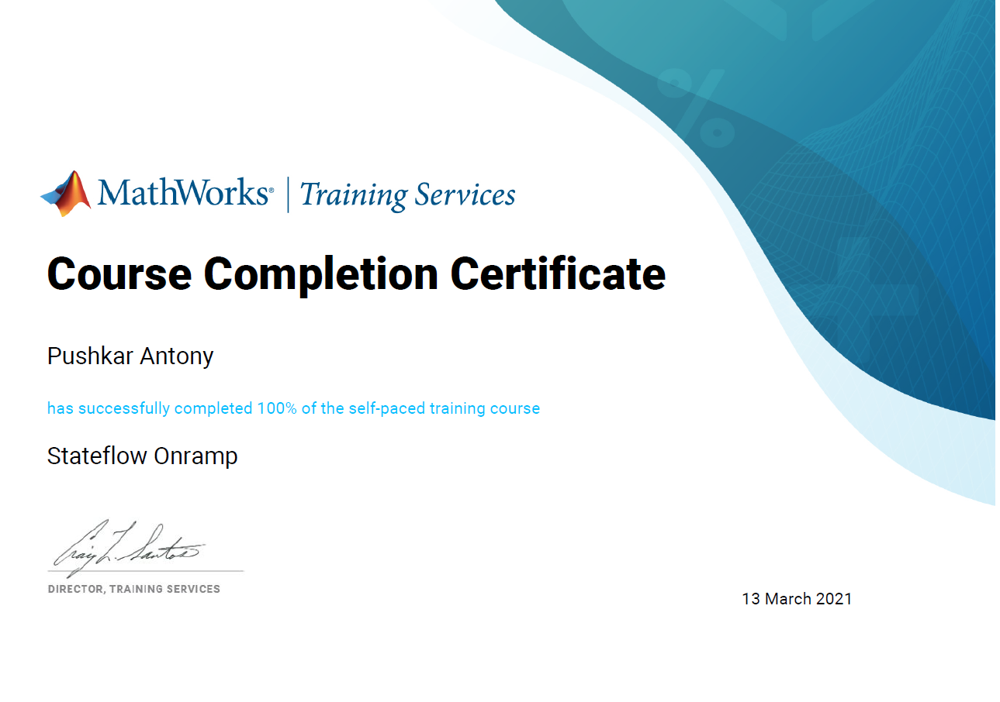 MathWorks® | Training Services
Course Completion Certificate
Pushkar Antony
has successfully completed 100% of the self-paced training course
Stateflow Onramp
Craig L. Santos
DIRECTOR, TRAINING SERVICES
13 March 2021
%